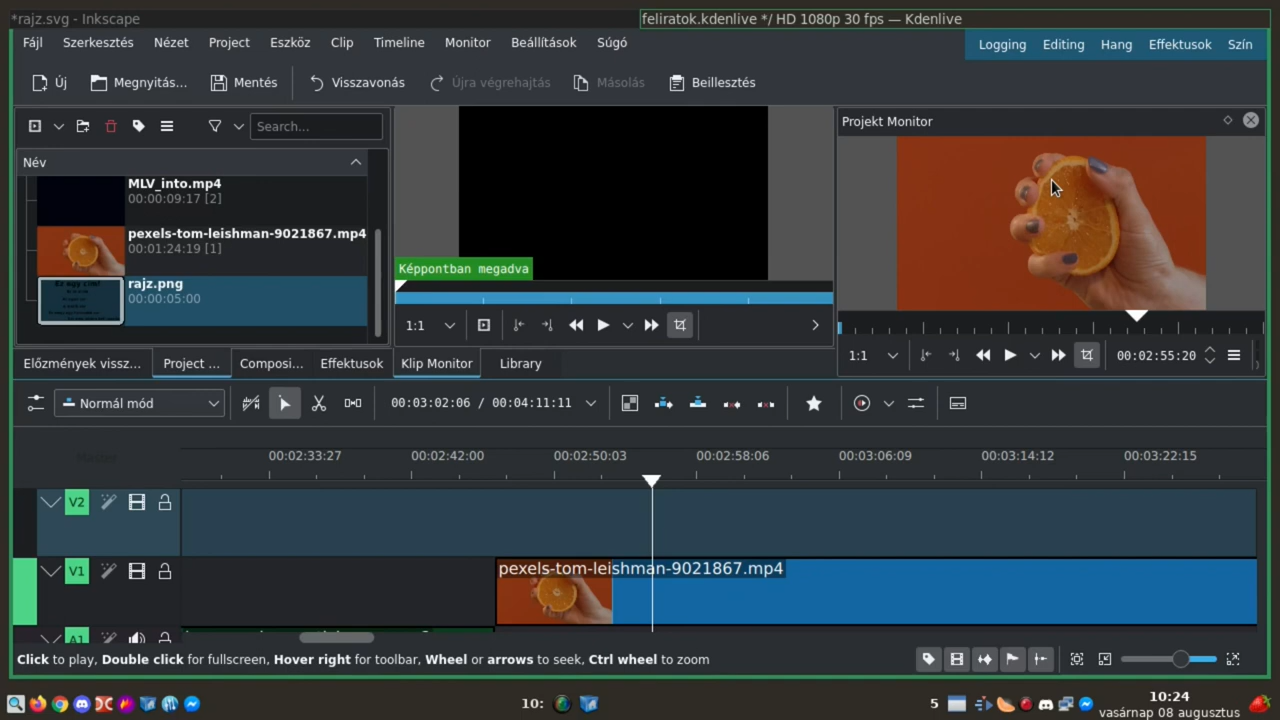 *rajz.svg - Inkscape
feliratok.kdenlive */ HD 1080p 30 fps — Kdenlive
Fájl Szerkesztés Nézet Project Eszköz Clip Timeline Monitor Beállítások Súgó
Logging Editing Hang Effektusok Szín
Új Megnyitás... Mentés Visszavonás Újra végrehajtás Másolás Beillesztés
Search...
Projekt Monitor
Név
MLV_into.mp4
00:00:09:17 [2]
pexels-tom-leishman-9021867.mp4
00:01:24:19 [1]
rajz.png
00:00:05:00
Ez egy cím!
Képpontban megadva
1:1
1:1 00:02:55:20
Előzmények vissz... Project ... Composi... Effektusok Klip Monitor Library
Normál mód 00:03:02:06 / 00:04:11:11
Master
00:02:33:27 00:02:42:00 00:02:50:03 00:02:58:06 00:03:06:09 00:03:14:12 00:03:22:15
V2
V1 pexels-tom-leishman-9021867.mp4
A1
Click to play, Double click for fullscreen, Hover right for toolbar, Wheel or arrows to seek, Ctrl wheel to zoom
10: 5 10:24
vasárnap 08 augusztus